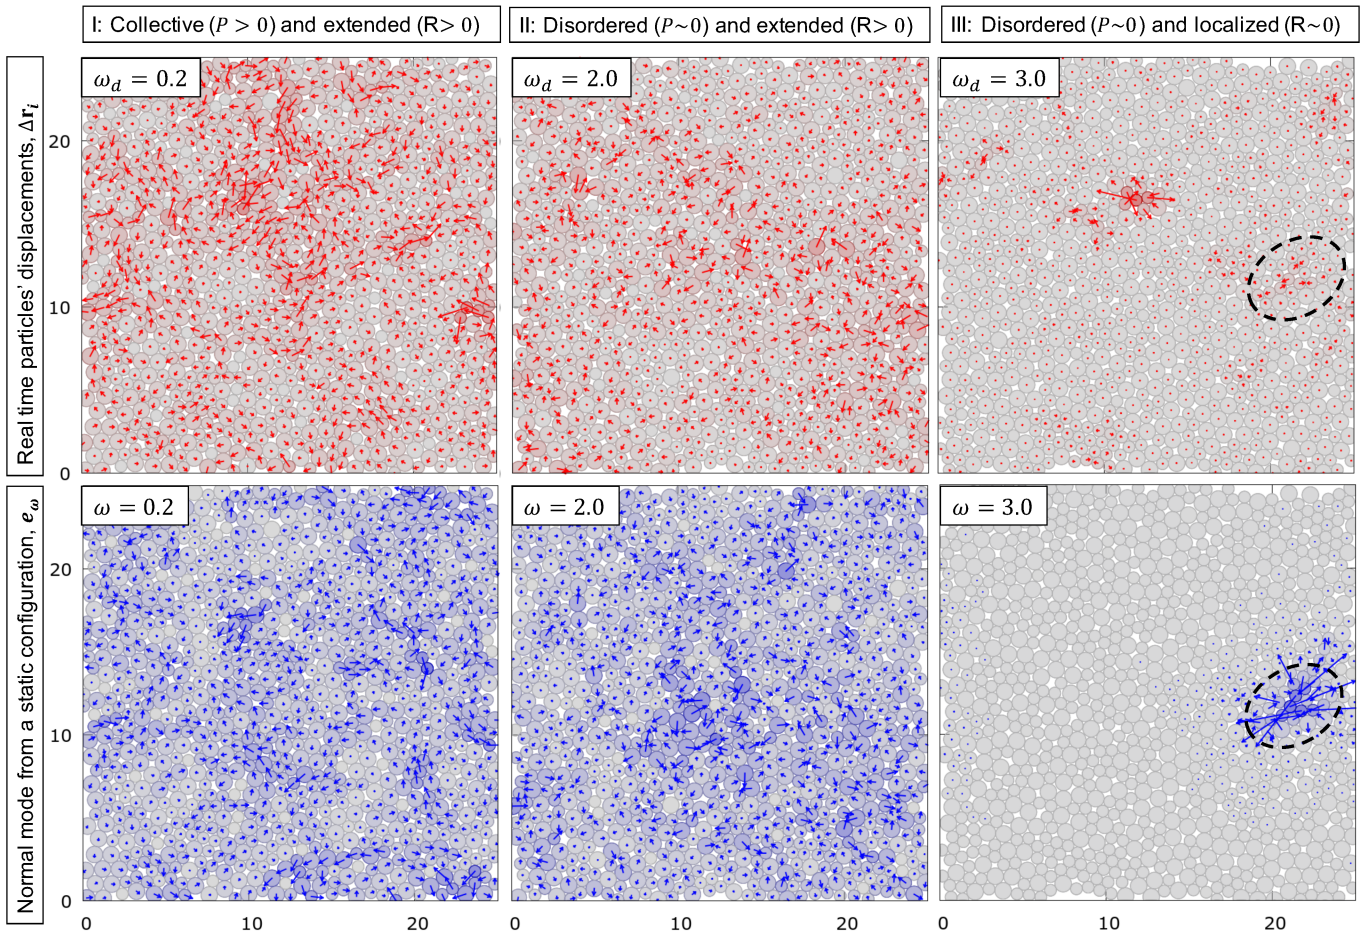 I: Collective (P > 0) and extended (R> 0)
II: Disordered (P~0) and extended (R> 0)
III: Disordered (P~0) and localized (R~0)
Real time particles’ displacements, Δr𝑖
ω_d = 0.2
ω_d = 2.0
ω_d = 3.0
20
10
0
Normal mode from a static configuration, e_ω
ω = 0.2
ω = 2.0
ω = 3.0
20
10
0
0 10 20
0 10 20
0 10 20